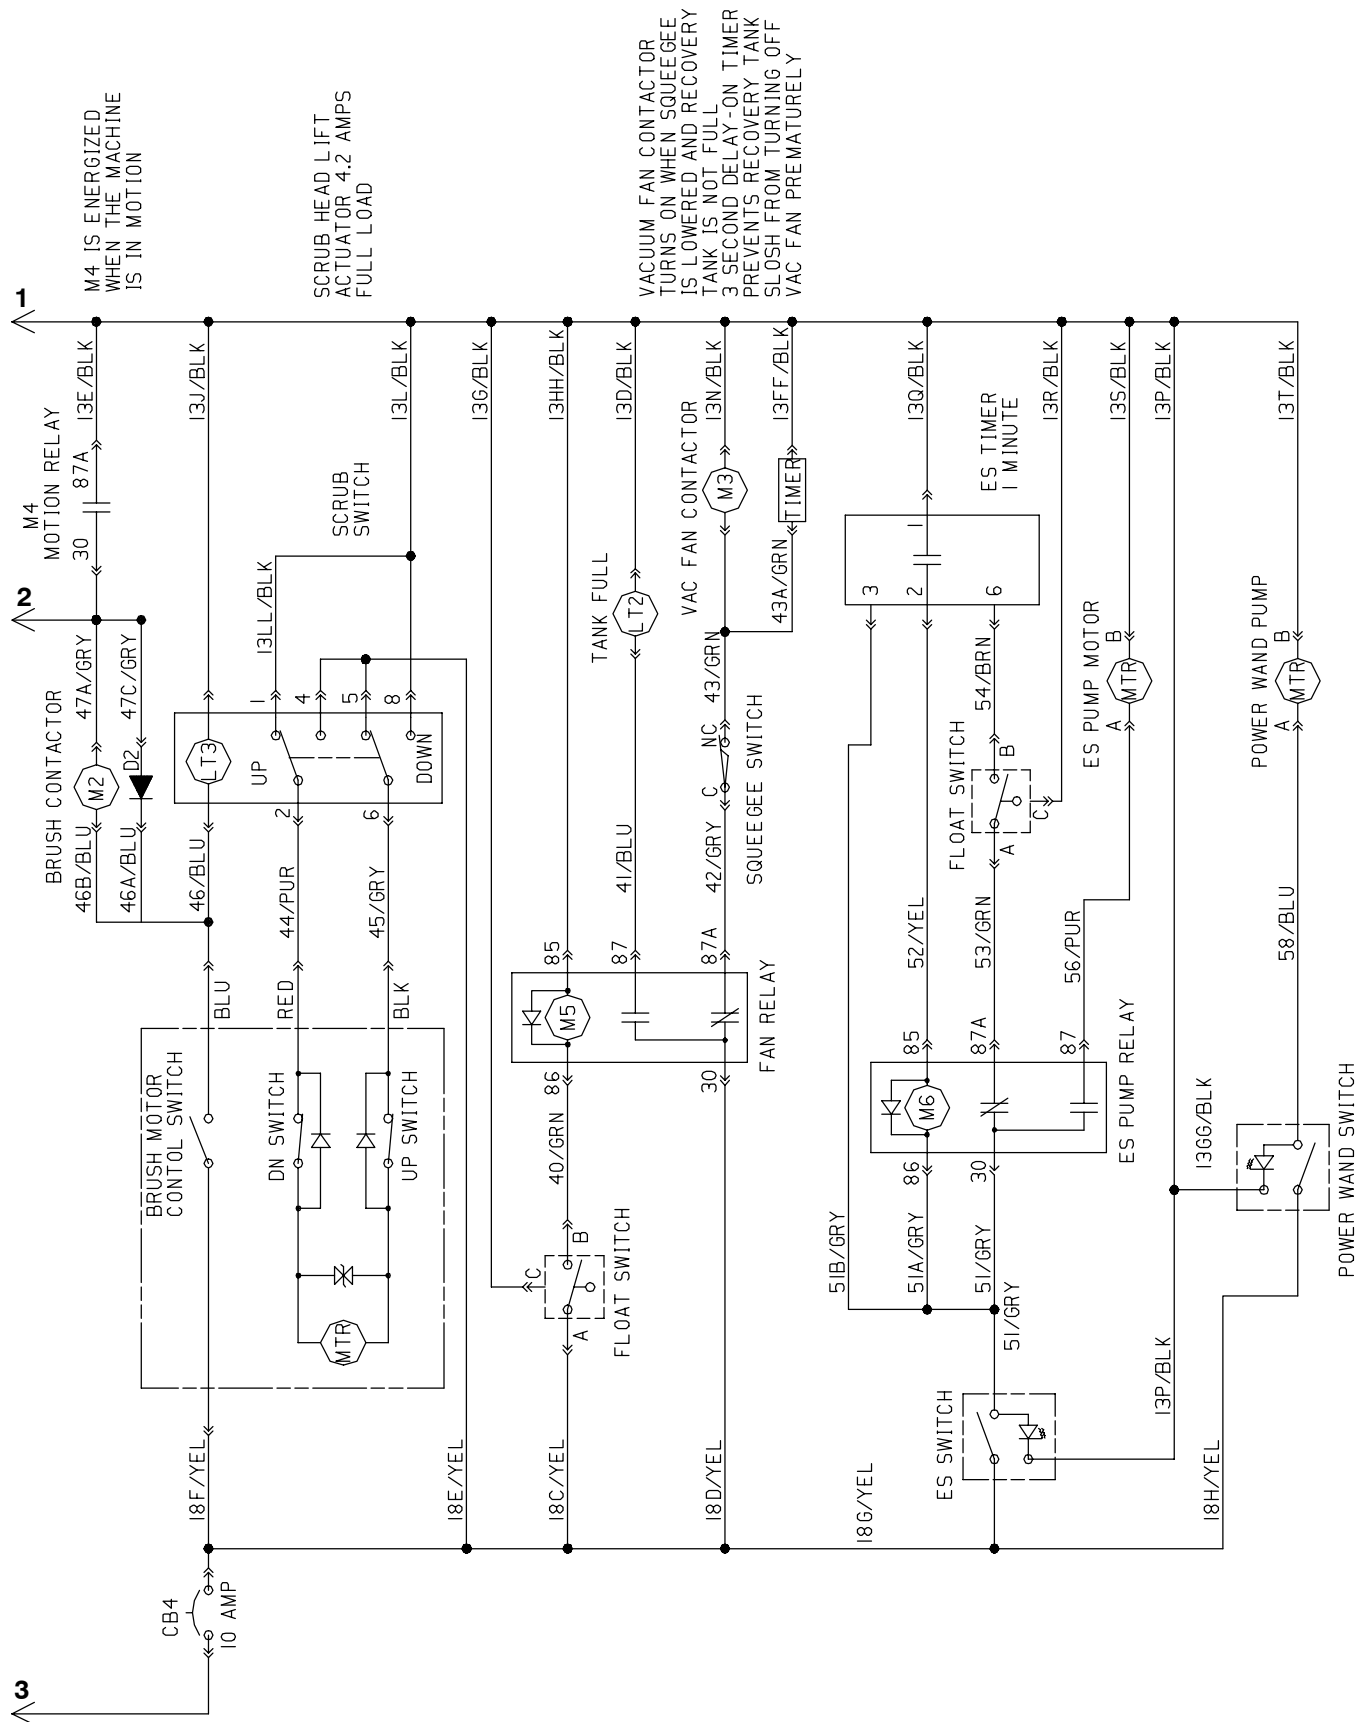 1
2
3
M4 IS ENERGIZED
WHEN THE MACHINE
IS IN MOTION
M4
MOTION RELAY
30
87A
13E/BLK
BRUSH CONTACTOR
46B/BLU
M2
47A/GRY
46A/BLU
D2
47C/GRY
CB4
10 AMP
18F/YEL
BRUSH MOTOR
CONTOL SWITCH
BLU
46/BLU
LT3
13J/BLK
SCRUB HEAD LIFT
ACTUATOR 4.2 AMPS
FULL LOAD
SCRUB
SWITCH
DN SWITCH
RED
44/PUR
2
UP
1
13LL/BLK
4
5
MTR
UP SWITCH
BLK
45/GRY
6
DOWN
8
13L/BLK
18E/YEL
13G/BLK
18C/YEL
A
C
B
FLOAT SWITCH
40/GRN
86
M5
85
13HH/BLK
87
41/BLU
TANK FULL
LT2
13D/BLK
18D/YEL
30
87A
FAN RELAY
42/GRY
C
NC
SQUEEGEE SWITCH
43/GRN
VAC FAN CONTACTOR
M3
13N/BLK
43A/GRN
TIMER
13FF/BLK
VACUUM FAN CONTACTOR
TURNS ON WHEN SQUEEGEE
IS LOWERED AND RECOVERY
TANK IS NOT FULL
3 SECOND DELAY-ON TIMER
PREVENTS RECOVERY TANK
SLOSH FROM TURNING OFF
VAC FAN PREMATURELY
18G/YEL
ES SWITCH
51B/GRY
51A/GRY
51/GRY
51/GRY
86
30
M6
85
87A
87
ES PUMP RELAY
52/YEL
53/GRN
56/PUR
FLOAT SWITCH
A
B
C
54/BRN
3
2
6
1
13Q/BLK
ES TIMER
1 MINUTE
13R/BLK
ES PUMP MOTOR
A
MTR
B
13S/BLK
13P/BLK
13GG/BLK
13P/BLK
18H/YEL
POWER WAND SWITCH
58/BLU
POWER WAND PUMP
A
MTR
B
13T/BLK